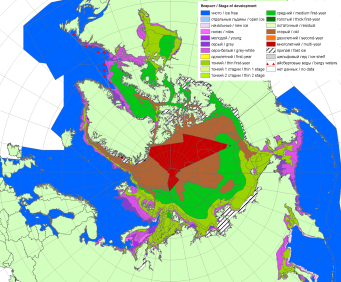 Возраст / Stage of development
чисто / ice free
отдельные льдины / open ice
начальные / new ice
нилас / nilas
молодой / young
серый / grey
серо-белый / grey-white
однолетний / first-year
тонкий / thin first-year
тонкий 1 стадии / thin 1 stage
тонкий 2 стадии / thin 2 stage
средний / medium first-year
толстый / thick first-year
остаточный / residual
старый / old
двухлетний / second-year
многолетний / multi-year
припай / fast ice
шельфовый лед / ice shelf
айсберговые воды / bergy waters
нет данных / no data